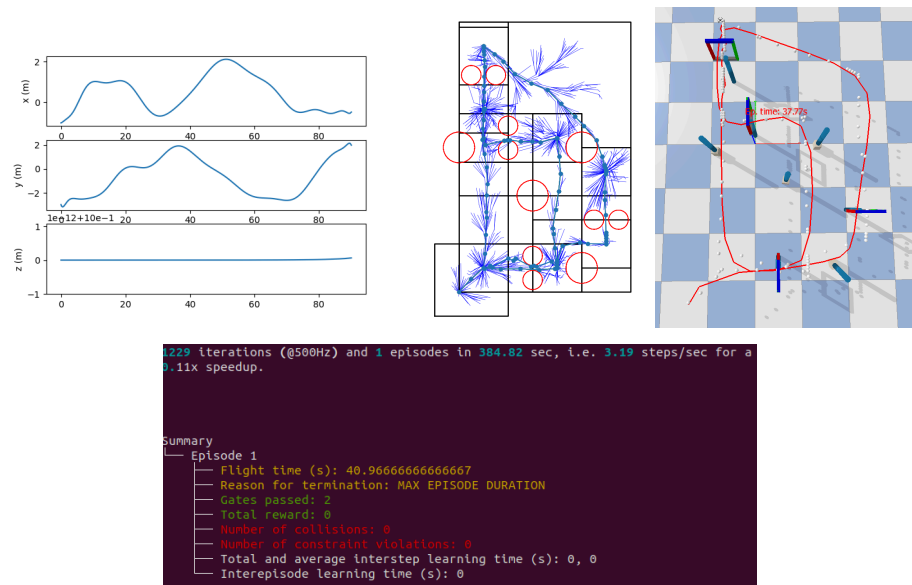 2
0
x (m)
0 20 40 60 80
2
0
−2
y (m)
0 20 40 60 80
1e−12+10e−1
1
0
−1
z (m)
0 20 40 60 80
time: 37.77s
1229 iterations (@500Hz) and 1 episodes in 384.82 sec, i.e. 3.19 steps/sec for a
0.11x speedup.
Summary
Episode 1
Flight time (s): 40.96666666666667
Reason for termination: MAX EPISODE DURATION
Gates passed: 2
Total reward: 0
Number of collisions: 0
Number of constraint violations: 0
Total and average interstep learning time (s): 0, 0
Interepisode learning time (s): 0